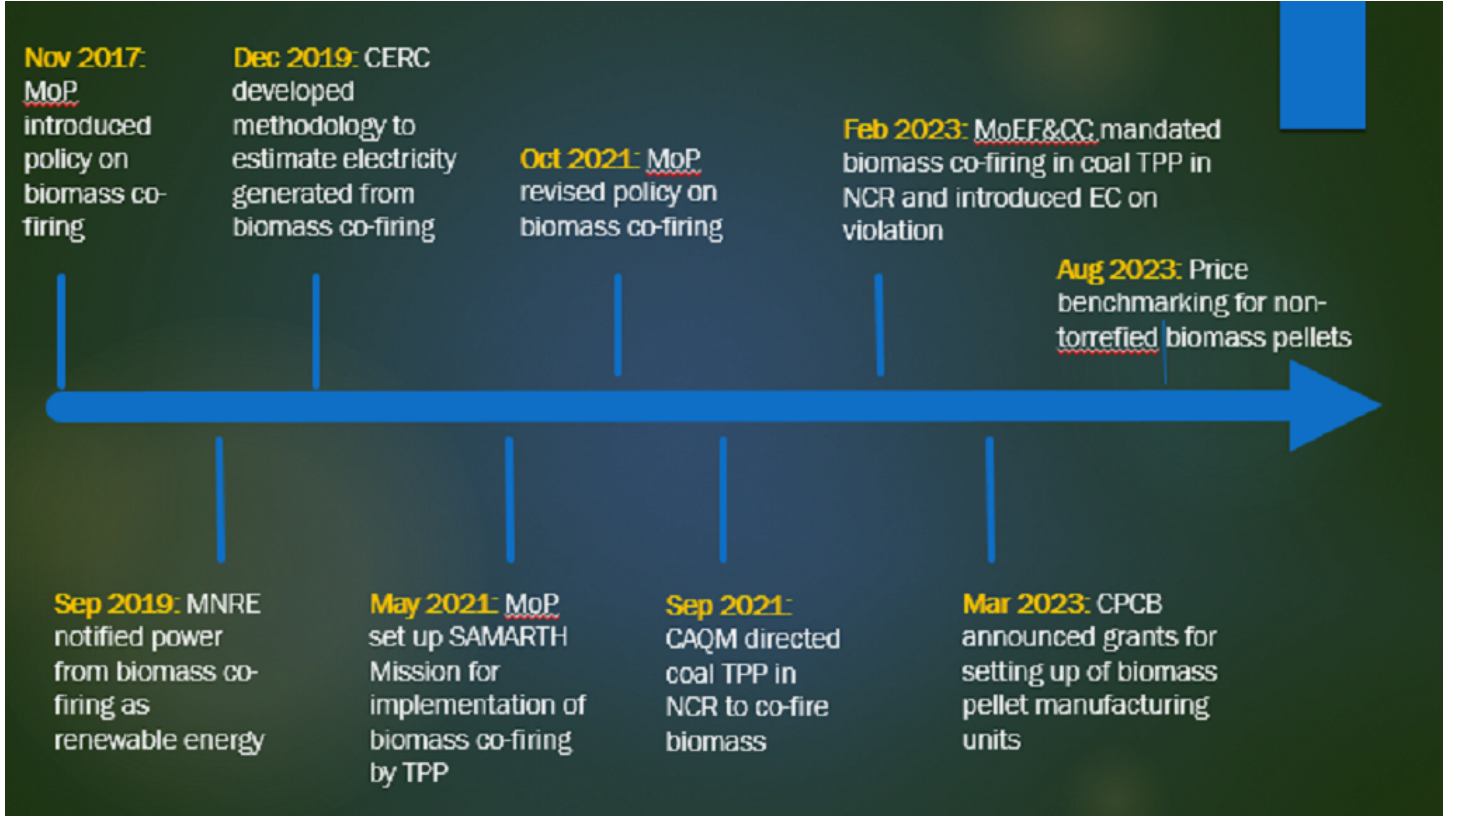 Nov 2017:
MoP
introduced
policy on
biomass co-
firing
Dec 2019: CERC
developed
methodology to
estimate electricity
generated from
biomass co-firing
Oct 2021: MoP
revised policy on
biomass co-firing
Feb 2023: MoEF&CC mandated
biomass co-firing in coal TPP in
NCR and introduced EC on
violation
Aug 2023: Price
benchmarking for non-
torrefied biomass pellets
Sep 2019: MNRE
notified power
from biomass co-
firing as
renewable energy
May 2021: MoP
set up SAMARTH
Mission for
implementation of
biomass co-firing
by TPP
Sep 2021:
CAQM directed
coal TPP in
NCR to co-fire
biomass
Mar 2023: CPCB
announced grants for
setting up of biomass
pellet manufacturing
units